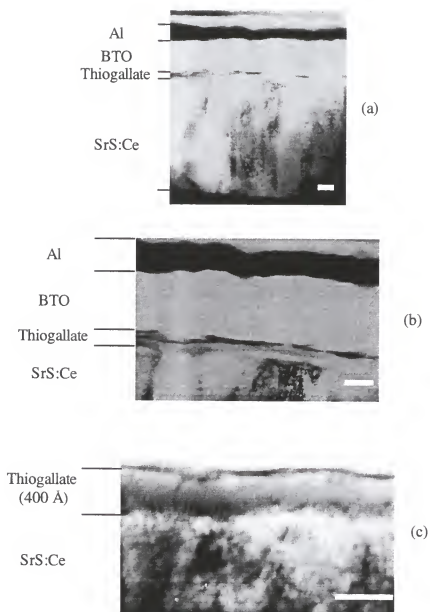 Al
BTO
Thiogallate
SrS:Ce
(a)
Al
BTO
Thiogallate
SrS:Ce
(b)
Thiogallate
(400 Å)
SrS:Ce
(c)